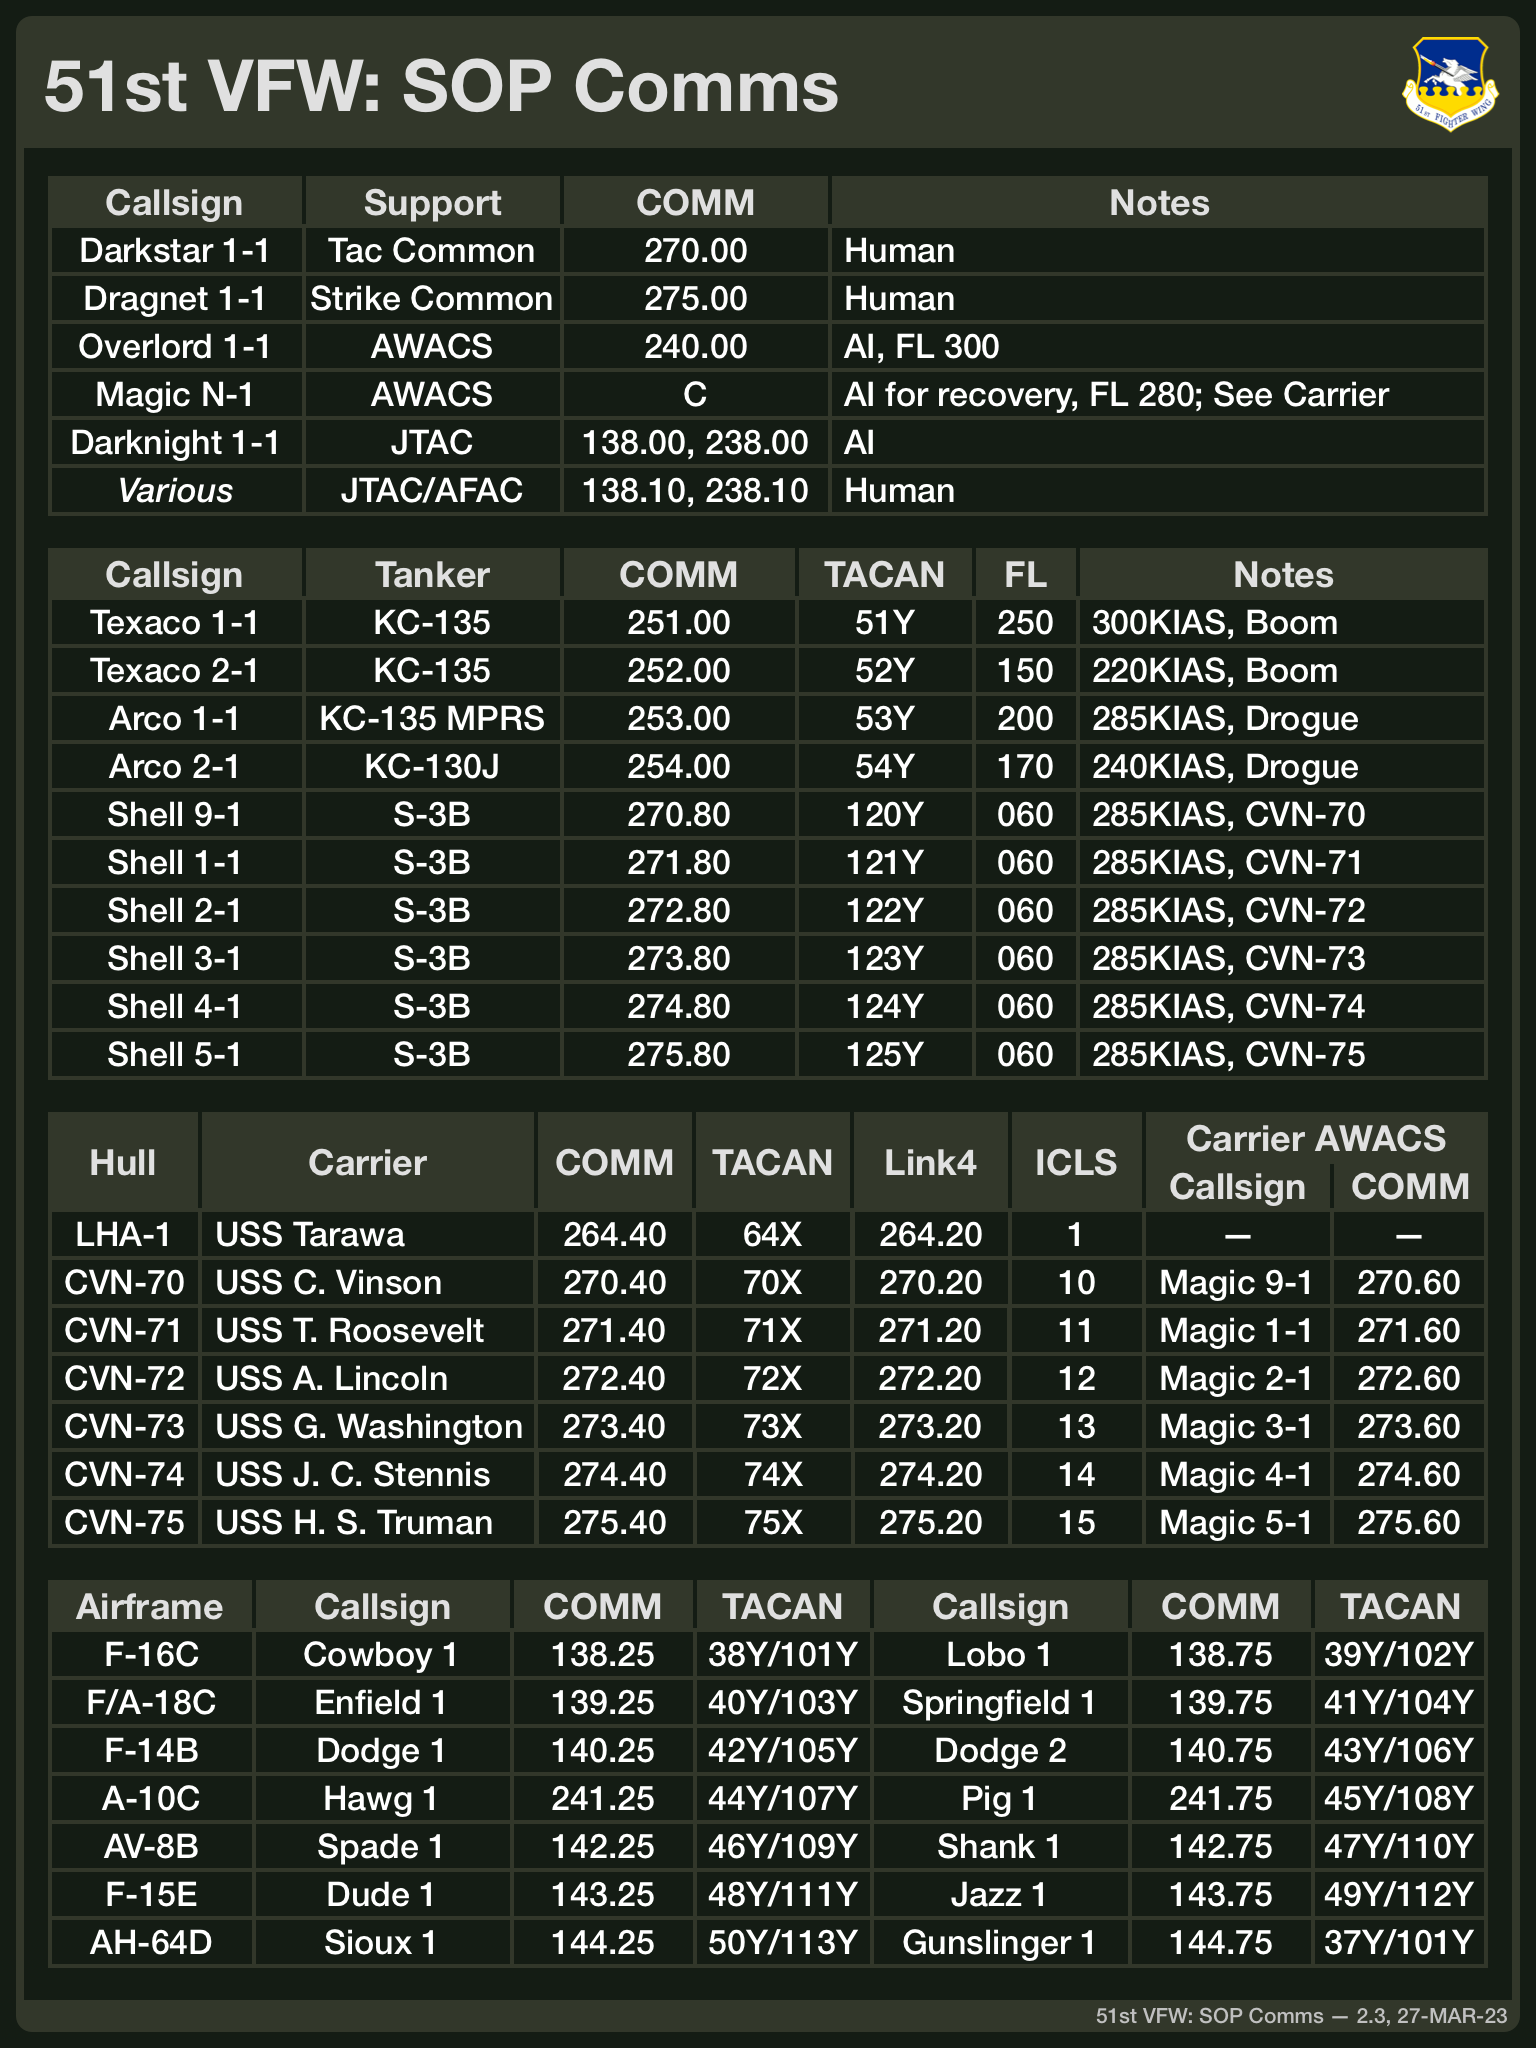 51st VFW: SOP Comms
51st FIGHTER WING
Callsign Support COMM Notes
Darkstar 1-1 Tac Common 270.00 Human
Dragnet 1-1 Strike Common 275.00 Human
Overlord 1-1 AWACS 240.00 AI, FL 300
Magic N-1 AWACS C AI for recovery, FL 280; See Carrier
Darknight 1-1 JTAC 138.00, 238.00 AI
Various JTAC/AFAC 138.10, 238.10 Human
Callsign Tanker COMM TACAN FL Notes
Texaco 1-1 KC-135 251.00 51Y 250 300KIAS, Boom
Texaco 2-1 KC-135 252.00 52Y 150 220KIAS, Boom
Arco 1-1 KC-135 MPRS 253.00 53Y 200 285KIAS, Drogue
Arco 2-1 KC-130J 254.00 54Y 170 240KIAS, Drogue
Shell 9-1 S-3B 270.80 120Y 060 285KIAS, CVN-70
Shell 1-1 S-3B 271.80 121Y 060 285KIAS, CVN-71
Shell 2-1 S-3B 272.80 122Y 060 285KIAS, CVN-72
Shell 3-1 S-3B 273.80 123Y 060 285KIAS, CVN-73
Shell 4-1 S-3B 274.80 124Y 060 285KIAS, CVN-74
Shell 5-1 S-3B 275.80 125Y 060 285KIAS, CVN-75
Hull Carrier COMM TACAN Link4 ICLS Carrier AWACS
Callsign COMM
LHA-1 USS Tarawa 264.40 64X 264.20 1 — —
CVN-70 USS C. Vinson 270.40 70X 270.20 10 Magic 9-1 270.60
CVN-71 USS T. Roosevelt 271.40 71X 271.20 11 Magic 1-1 271.60
CVN-72 USS A. Lincoln 272.40 72X 272.20 12 Magic 2-1 272.60
CVN-73 USS G. Washington 273.40 73X 273.20 13 Magic 3-1 273.60
CVN-74 USS J. C. Stennis 274.40 74X 274.20 14 Magic 4-1 274.60
CVN-75 USS H. S. Truman 275.40 75X 275.20 15 Magic 5-1 275.60
Airframe Callsign COMM TACAN Callsign COMM TACAN
F-16C Cowboy 1 138.25 38Y/101Y Lobo 1 138.75 39Y/102Y
F/A-18C Enfield 1 139.25 40Y/103Y Springfield 1 139.75 41Y/104Y
F-14B Dodge 1 140.25 42Y/105Y Dodge 2 140.75 43Y/106Y
A-10C Hawg 1 241.25 44Y/107Y Pig 1 241.75 45Y/108Y
AV-8B Spade 1 142.25 46Y/109Y Shank 1 142.75 47Y/110Y
F-15E Dude 1 143.25 48Y/111Y Jazz 1 143.75 49Y/112Y
AH-64D Sioux 1 144.25 50Y/113Y Gunslinger 1 144.75 37Y/101Y
51st VFW: SOP Comms — 2.3, 27-MAR-23